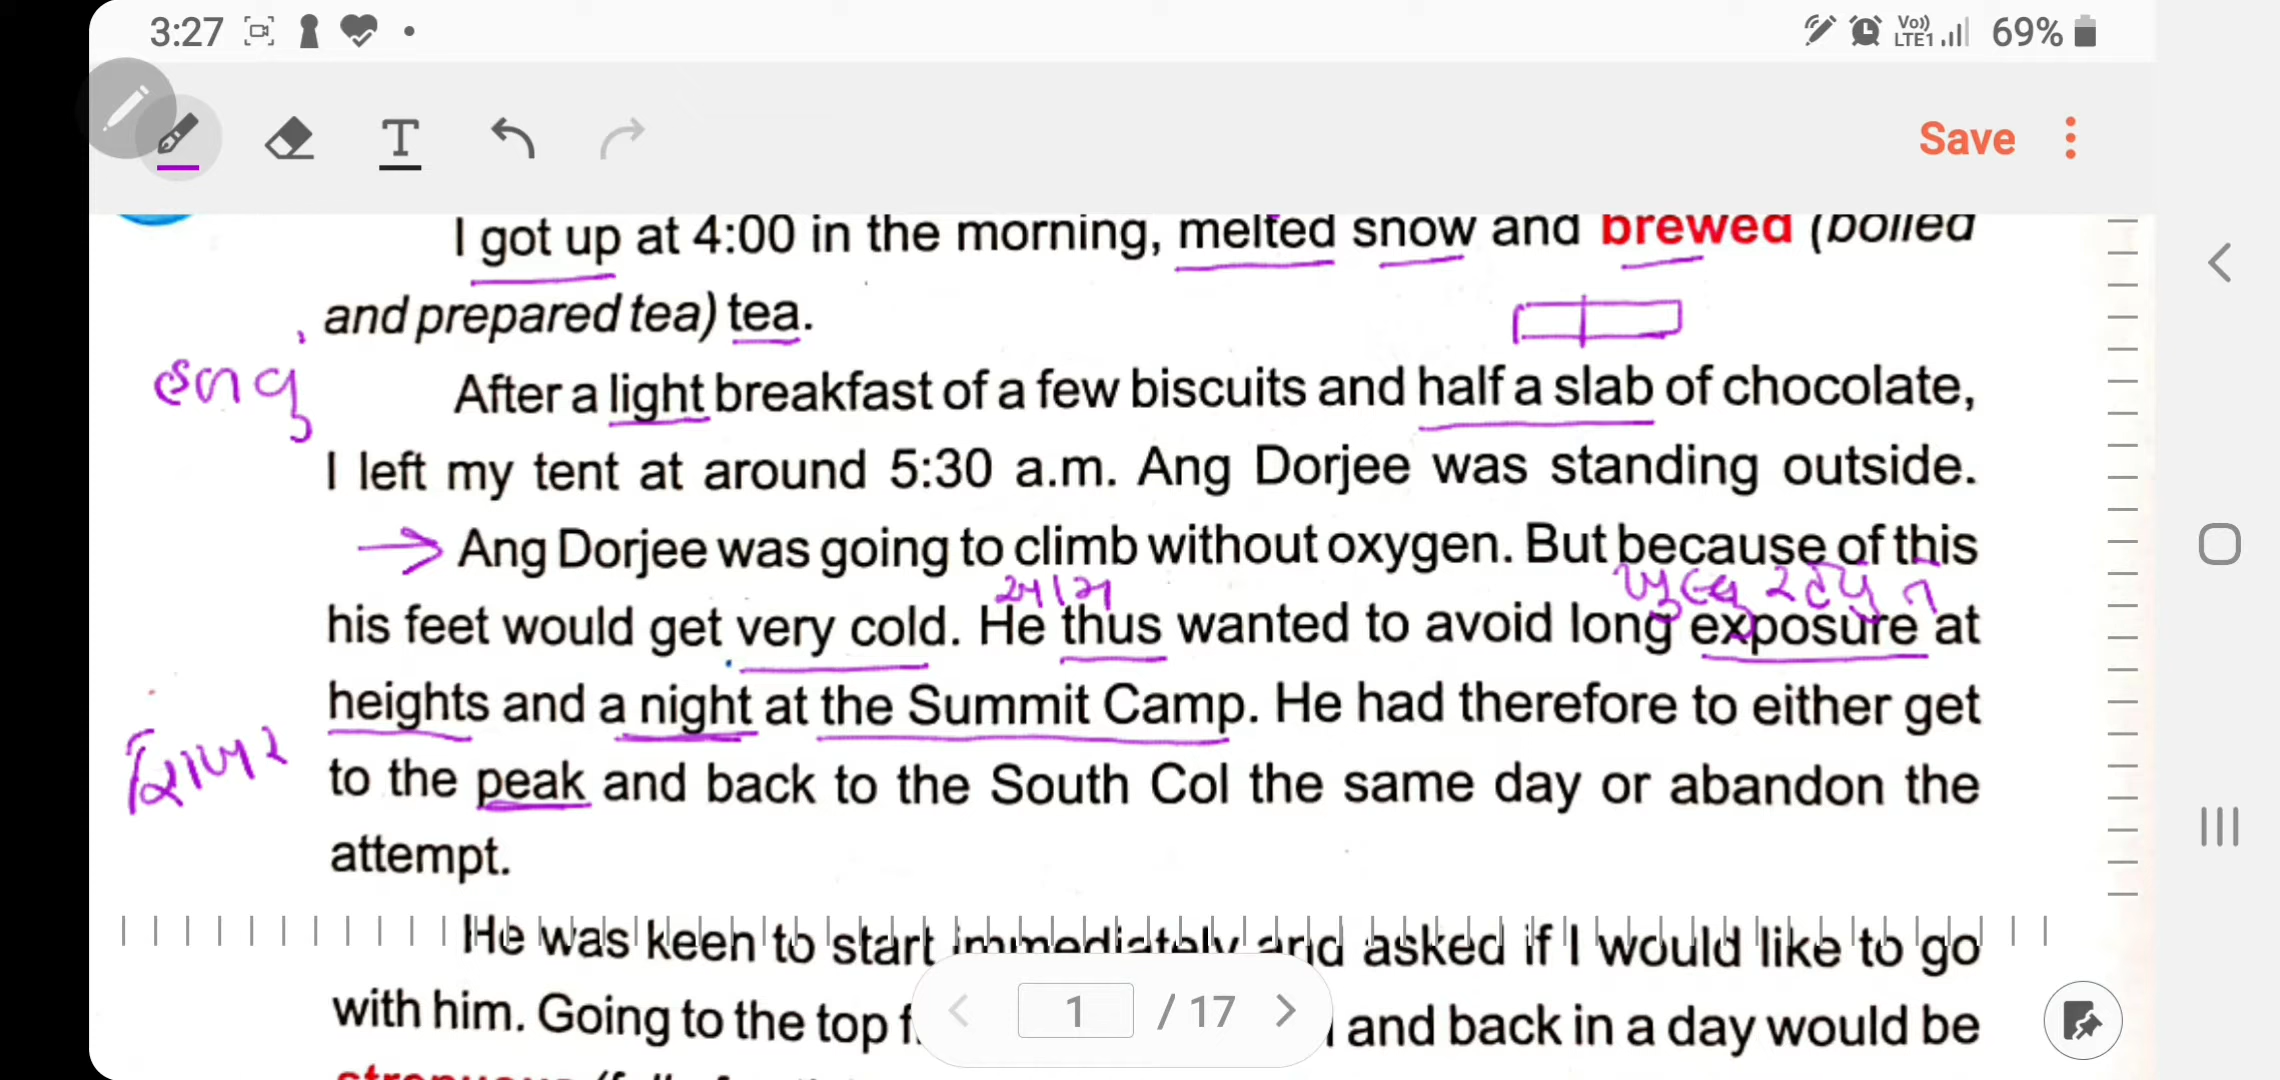 3:27
Vo))
LTE1
69%
T
Save
I got up at 4:00 in the morning, melted snow and brewed (boiled
and prepared tea) tea.
After a light breakfast of a few biscuits and half a slab of chocolate,
I left my tent at around 5:30 a.m. Ang Dorjee was standing outside.
Ang Dorjee was going to climb without oxygen. But because of this
his feet would get very cold. He thus wanted to avoid long exposure at
heights and a night at the Summit Camp. He had therefore to either get
to the peak and back to the South Col the same day or abandon the
attempt.
He was keen to start immediately and asked if I would like to go
with him. Going to the top
and back in a day would be
1 / 17